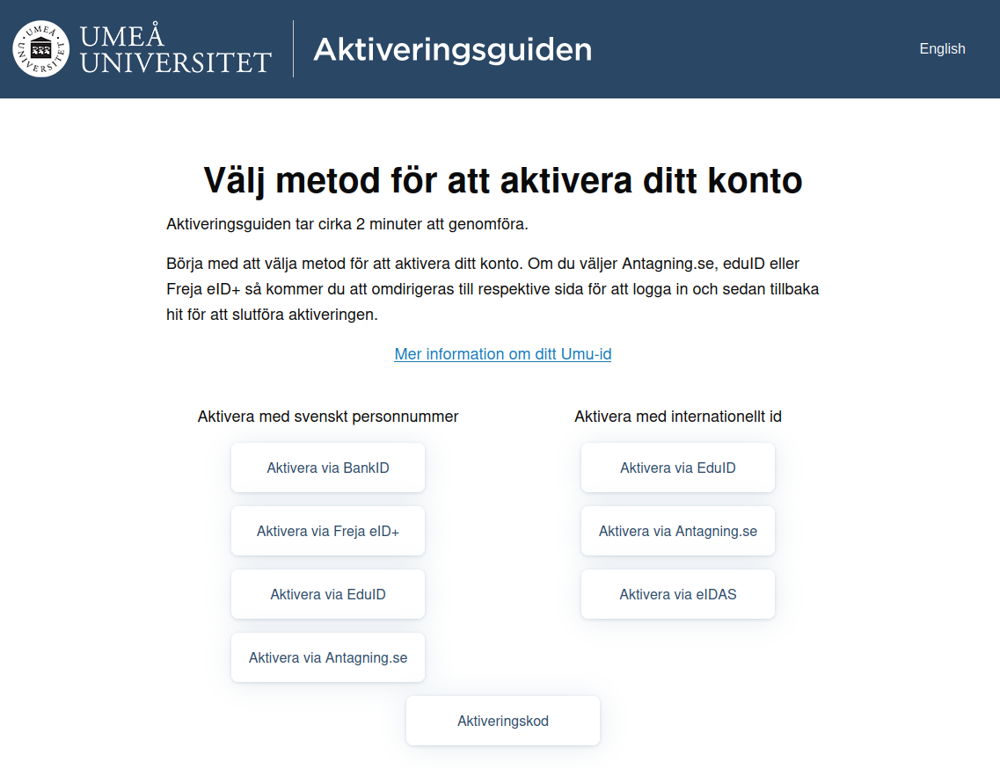 UMEÅ
UNIVERSITET
UMEÅ
UNIVERSITET
Aktiveringsguiden
English
Välj metod för att aktivera ditt konto
Aktiveringsguiden tar cirka 2 minuter att genomföra.
Börja med att välja metod för att aktivera ditt konto. Om du väljer Antagning.se, eduID eller
Freja eID+ så kommer du att omdirigeras till respektive sida för att logga in och sedan tillbaka
hit för att slutföra aktiveringen.
Mer information om ditt Umu-id
Aktivera med svenskt personnummer
Aktivera via BankID
Aktivera via Freja eID+
Aktivera via EduID
Aktivera via Antagning.se
Aktivera med internationellt id
Aktivera via EduID
Aktivera via Antagning.se
Aktivera via eIDAS
Aktiveringskod